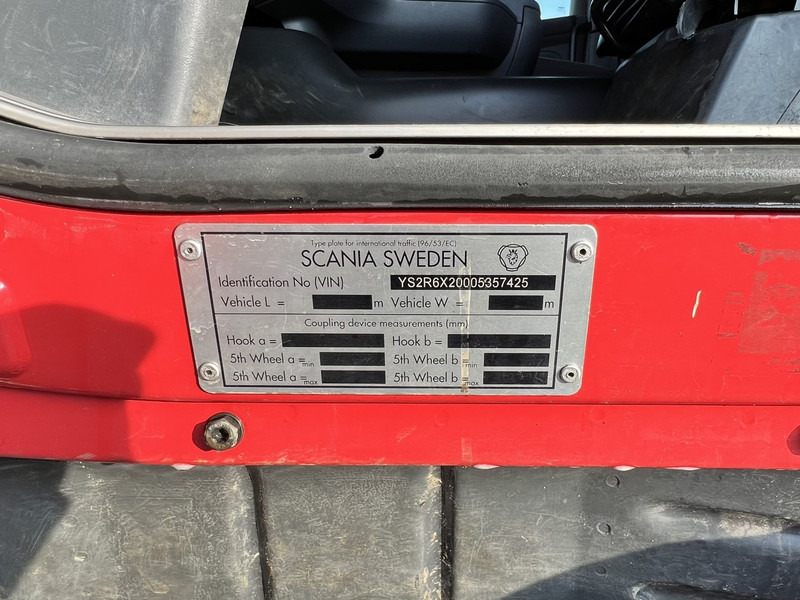 Type plate for international traffic (96/53/EC)
SCANIA SWEDEN
Identification No (VIN) YS2R6X20005357425
Vehicle L = m Vehicle W = m
Coupling device measurements (mm)
Hook a = Hook b =
5th Wheel a = min 5th Wheel b = min
5th Wheel a = max 5th Wheel b = max